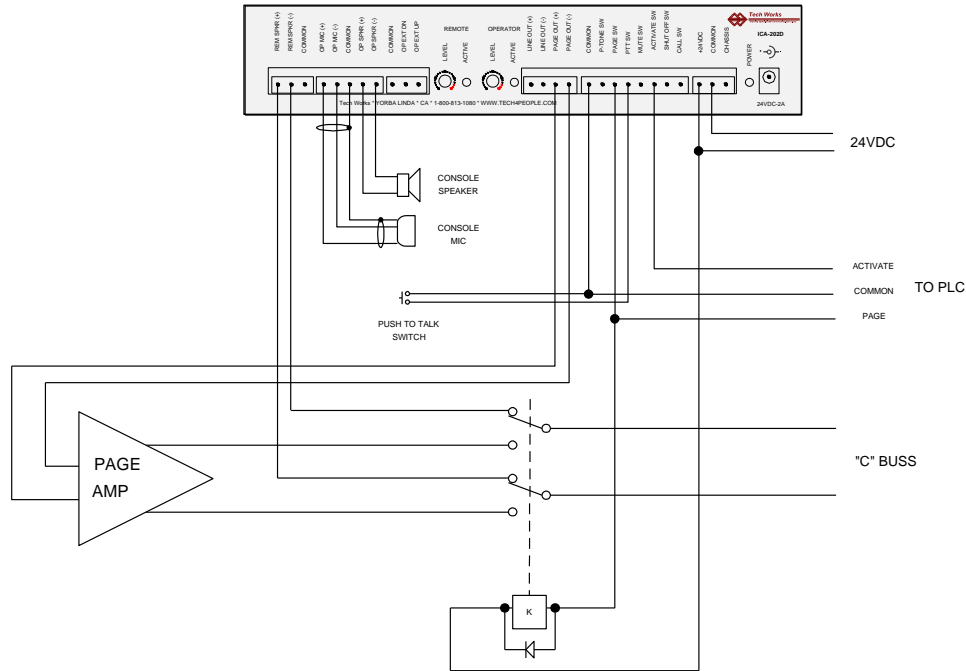 Tech Works
ICA-202D
REM SPKR (+)
REM SPKR (-)
COMMON
OP MIC (+)
OP MIC (-)
COMMON
OP SPKR (+)
OP SPKR (-)
COMMON
OP EXT DN
OP EXT UP
REMOTE
LEVEL
ACTIVE
OPERATOR
LEVEL
ACTIVE
LINE OUT (+)
LINE OUT (-)
PAGE OUT (+)
PAGE OUT (-)
COMMON
P-TONE SW
PAGE SW
PTT SW
MUTE SW
ACTIVATE SW
SHUT OFF SW
CALL SW
+24VDC
COMMON
CHASSIS
POWER
24VDC-2A
Tech Works * YORBA LINDA * CA * 1-800-813-1080 * WWW.TECH4PEOPLE.COM
24VDC
CONSOLE
SPEAKER
CONSOLE
MIC
ACTIVATE
COMMON
PAGE
TO PLC
PUSH TO TALK
SWITCH
PAGE
AMP
"C" BUSS
K